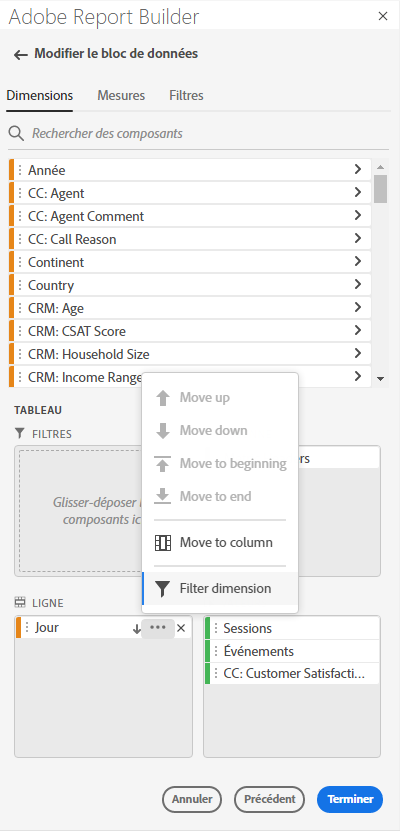 Adobe Report Builder
Modifier le bloc de données
Dimensions Mesures Filtres
Rechercher des composants
Année
CC: Agent
CC: Agent Comment
CC: Call Reason
Continent
Country
CRM: Age
CRM: CSAT Score
CRM: Household Size
CRM: Income Range
TABLEAU
FILTRES
Glisser-déposer
composants ic
rs
Move up
Move down
Move to beginning
Move to end
Move to column
Filter dimension
LIGNE
Jour
Sessions
Événements
CC: Customer Satisfacti...
Annuler Précédent Terminer